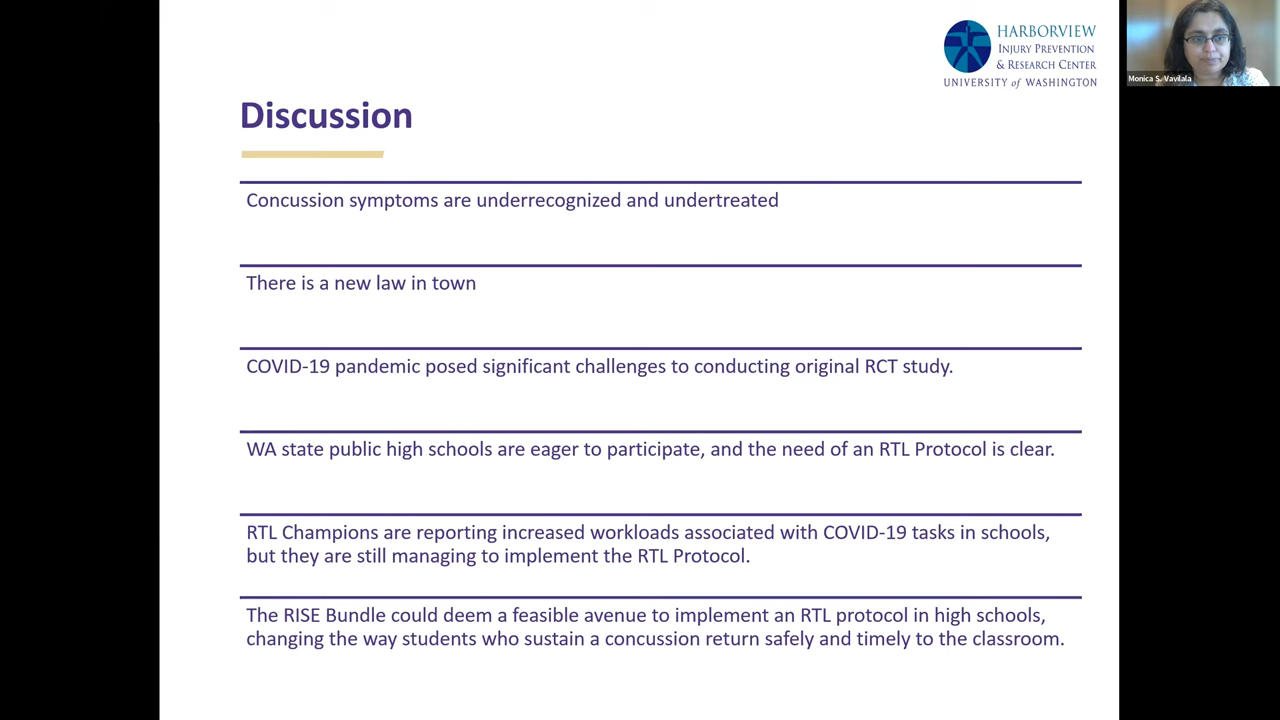 HARBORVIEW
INJURY PREVENTION
& RESEARCH CENTER
UNIVERSITY of WASHINGTON
Monica S. Vavilala
Discussion
Concussion symptoms are underrecognized and undertreated
There is a new law in town
COVID-19 pandemic posed significant challenges to conducting original RCT study.
WA state public high schools are eager to participate, and the need of an RTL Protocol is clear.
RTL Champions are reporting increased workloads associated with COVID-19 tasks in schools,
but they are still managing to implement the RTL Protocol.
The RISE Bundle could deem a feasible avenue to implement an RTL protocol in high schools,
changing the way students who sustain a concussion return safely and timely to the classroom.